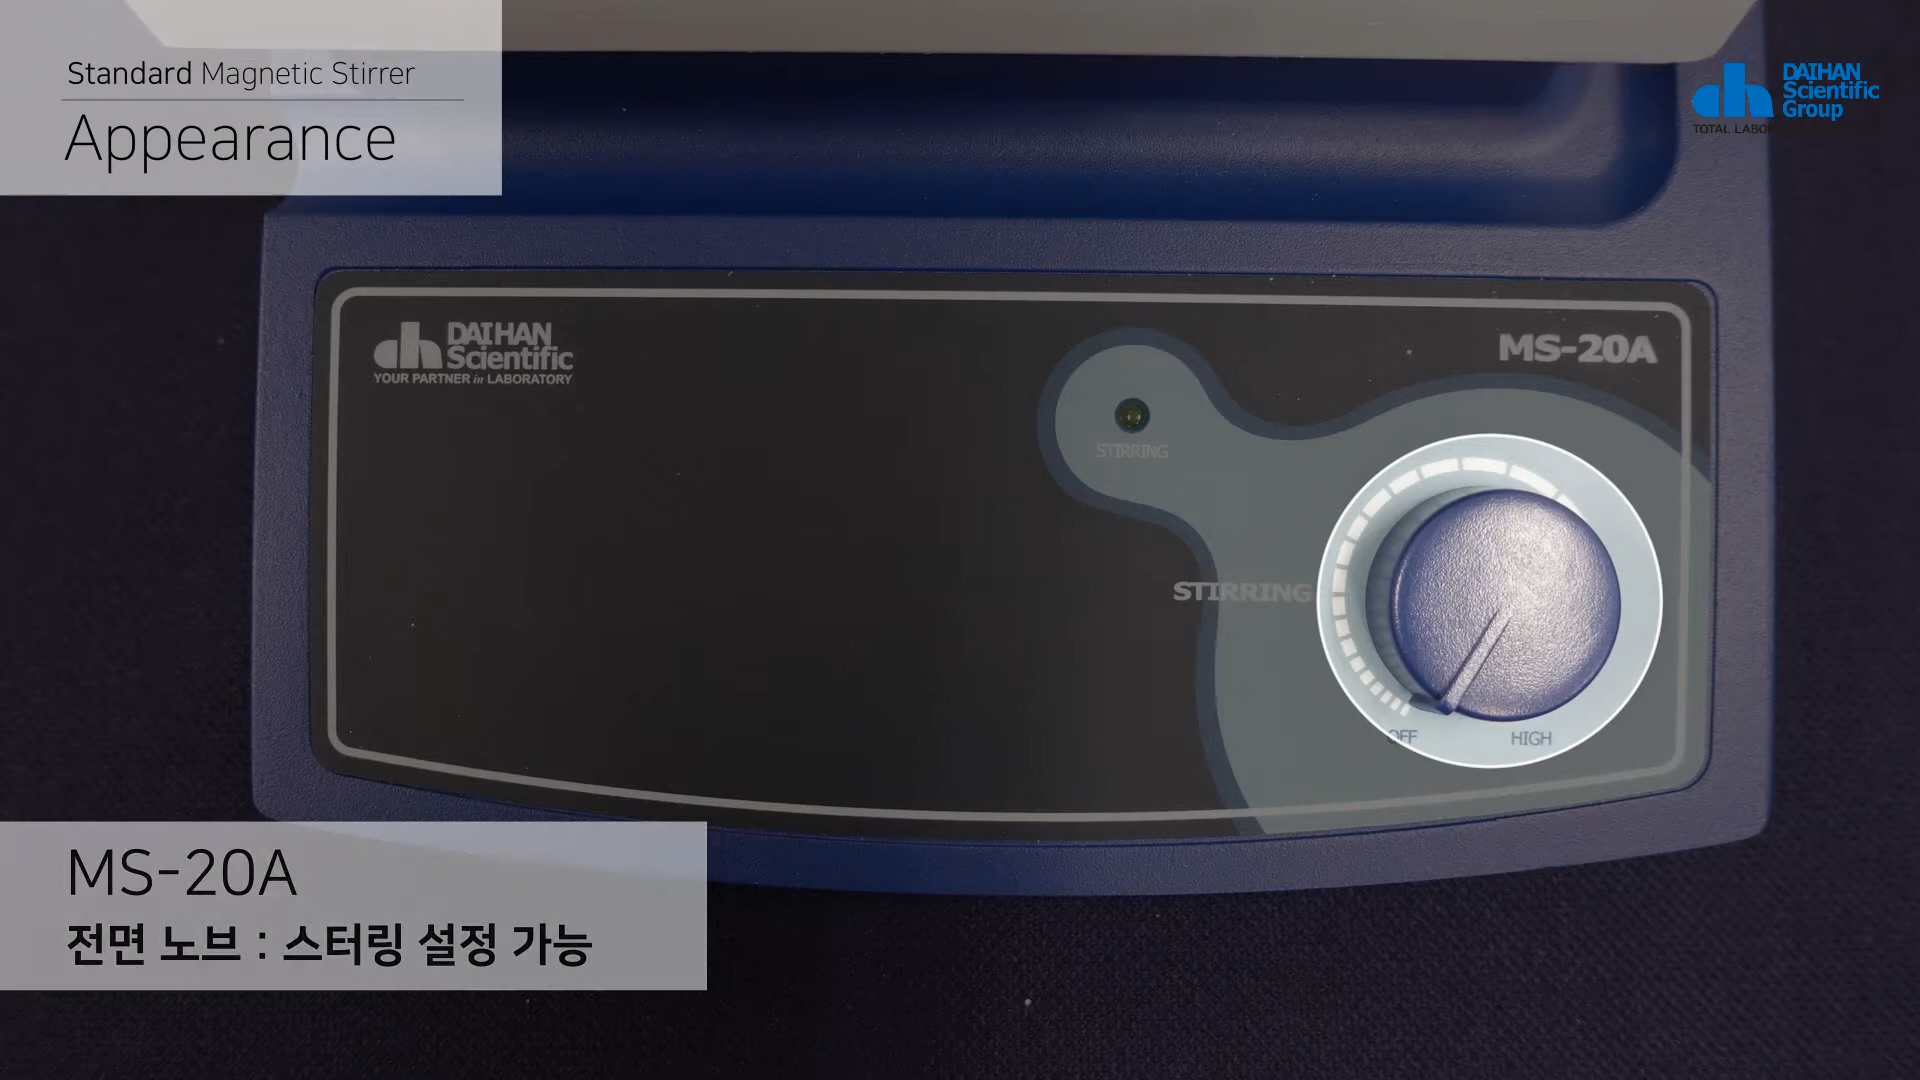 Standard Magnetic Stirrer
Appearance
DAIHAN
Scientific
Group
DAIHAN
Scientific
YOUR PARTNER in LABORATORY
MS-20A
STIRRING
STIRRING
OFF
HIGH
MS-20A
전면 노브 : 스터링 설정 가능